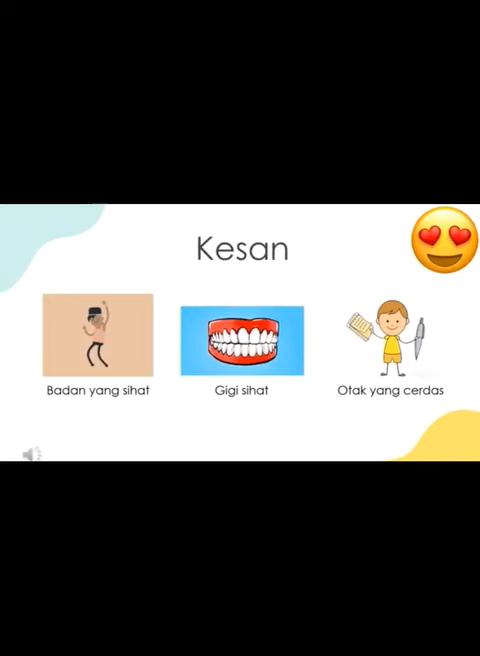 Kesan
Badan yang sihat
Gigi sihat
Otak yang cerdas